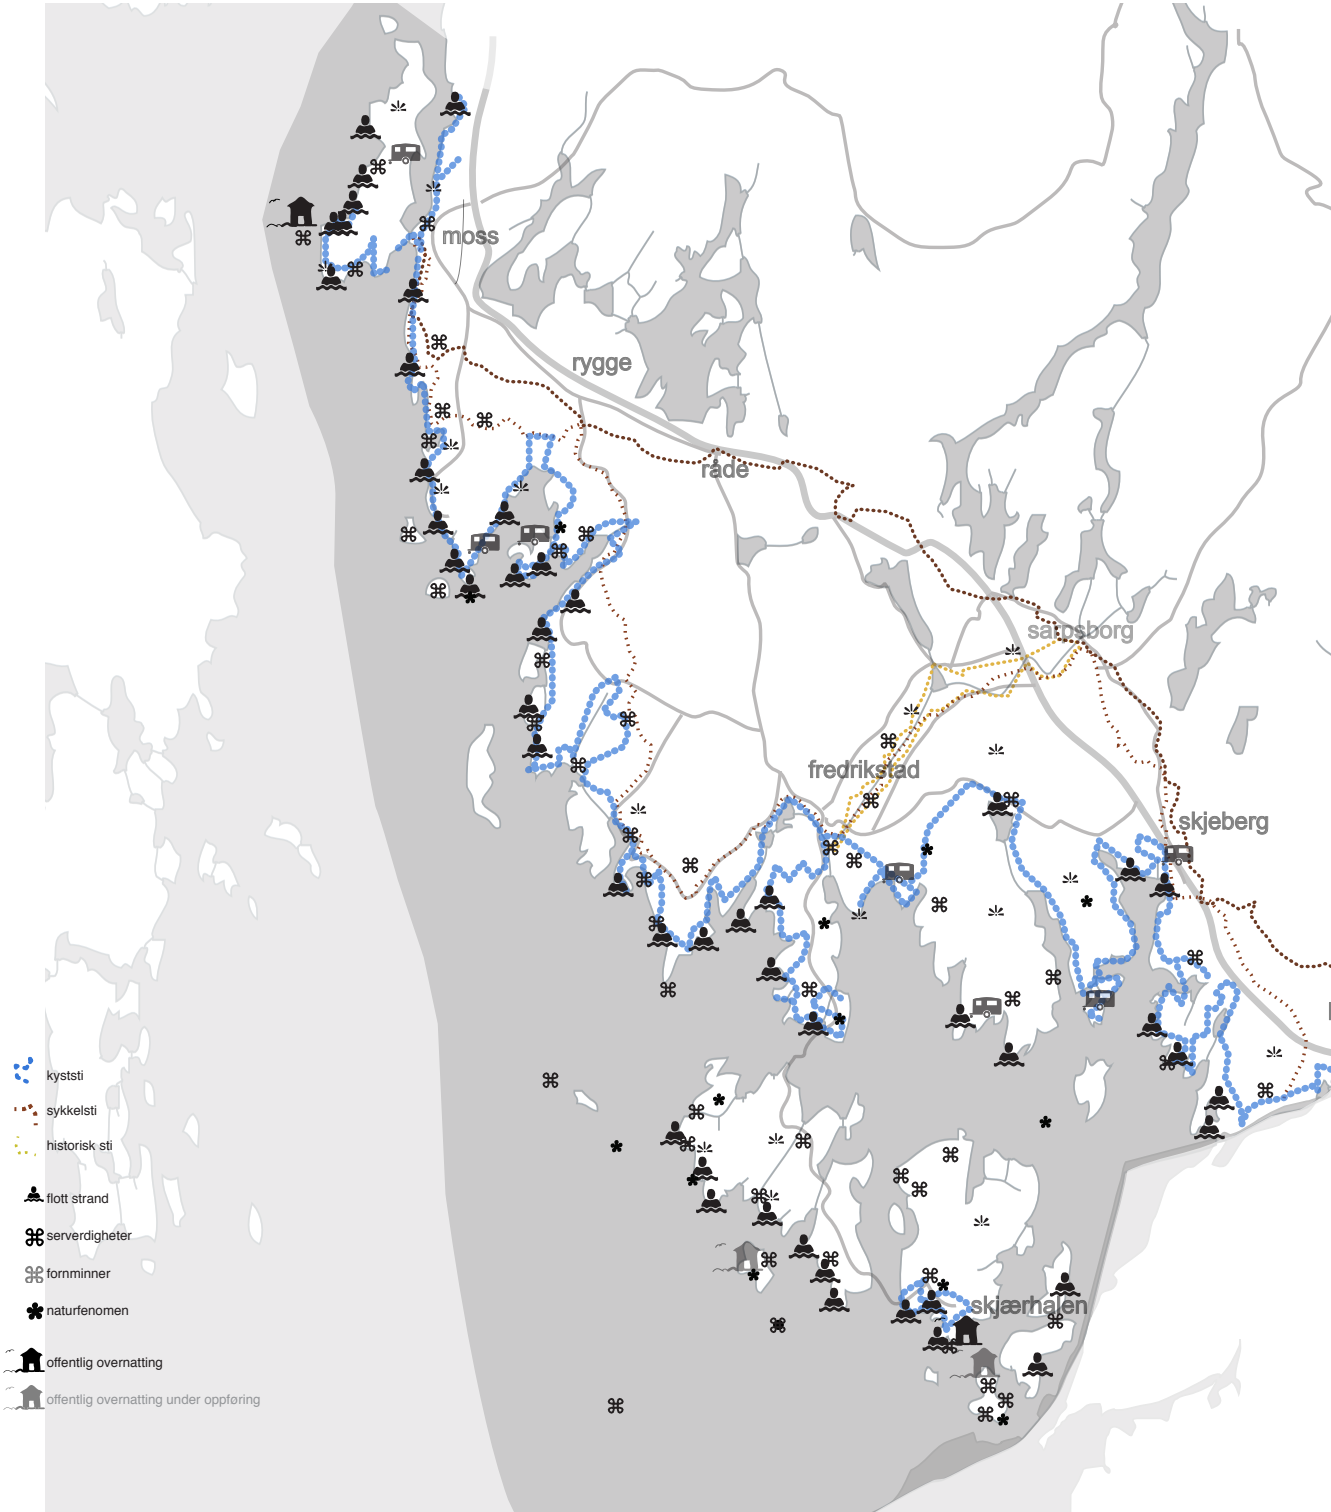 moss
rygge
råde
sarpsborg
fredrikstad
skjeberg
skjærhalen
kyststi
sykkelsti
historisk sti
flott strand
serverdigheter
fornminner
naturfenomen
offentlig overnatting
offentlig overnatting under oppføring